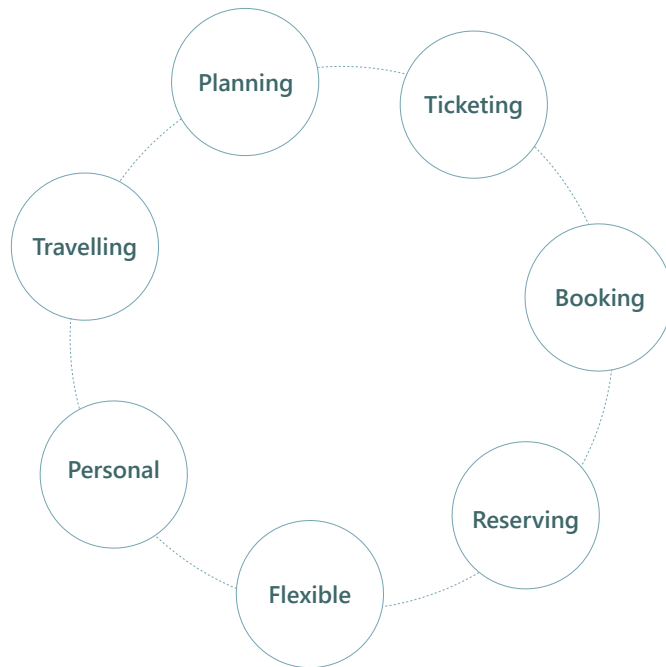 Planning
Ticketing
Booking
Reserving
Flexible
Personal
Travelling